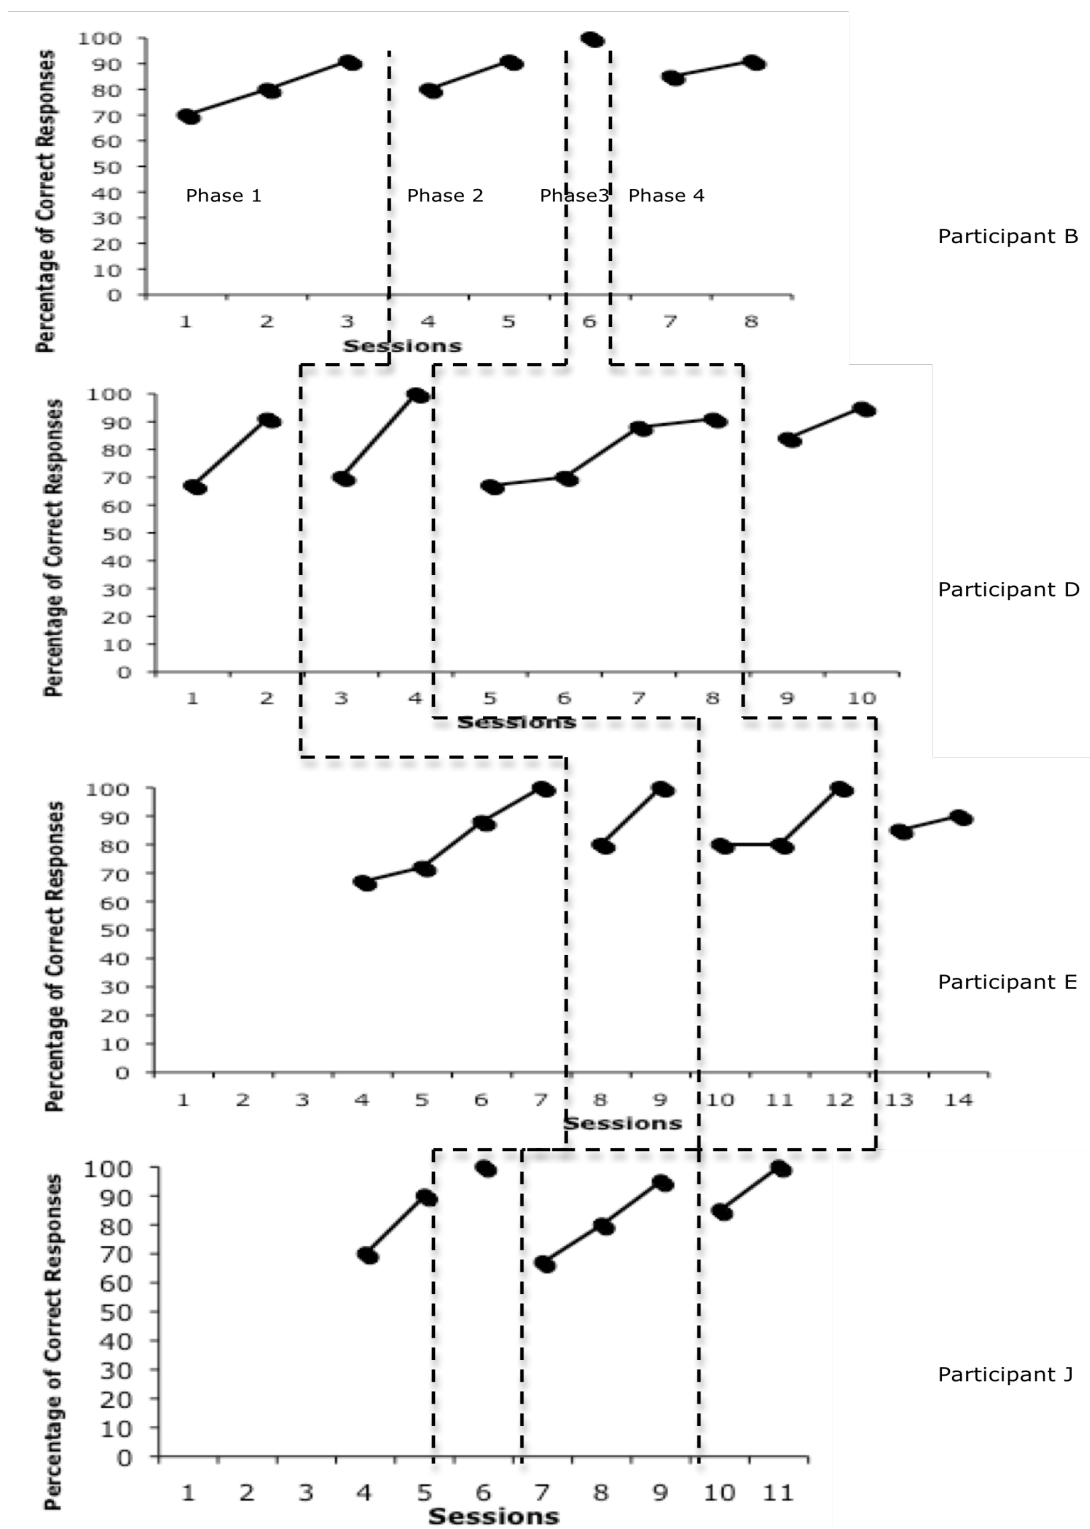 Percentage of Correct Responses
100
90
80
70
60
50
40
30
20
10
0
Phase 1 Phase 2 Phase3 Phase 4
Participant B
1 2 3 4 5 6 7 8
Sessions
Percentage of Correct Responses
100
90
80
70
60
50
40
30
20
10
0
Participant D
1 2 3 4 5 6 7 8 9 10
Sessions
Percentage of Correct Responses
100
90
80
70
60
50
40
30
20
10
0
Participant E
1 2 3 4 5 6 7 8 9 10 11 12 13 14
Sessions
Percentage of Correct Responses
100
90
80
70
60
50
40
30
20
10
0
Participant J
1 2 3 4 5 6 7 8 9 10 11
Sessions